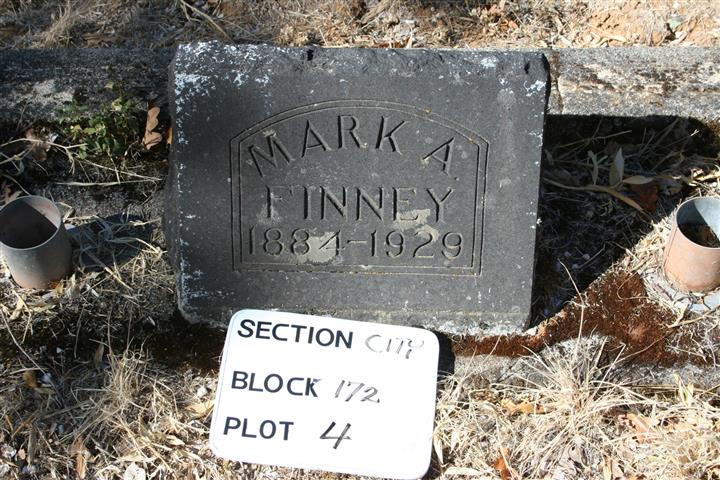 MARK A.
FINNEY
1884-1929
SECTION CITY
BLOCK 172
PLOT 4